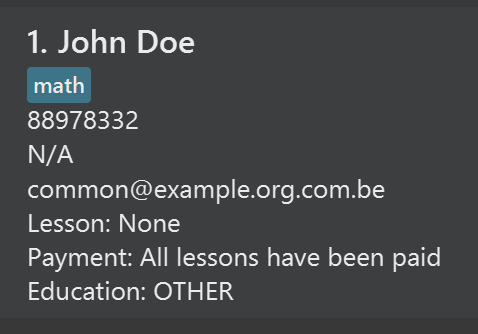 1. John Doe
math
88978332
N/A
common@example.org.com.be
Lesson: None
Payment: All lessons have been paid
Education: OTHER